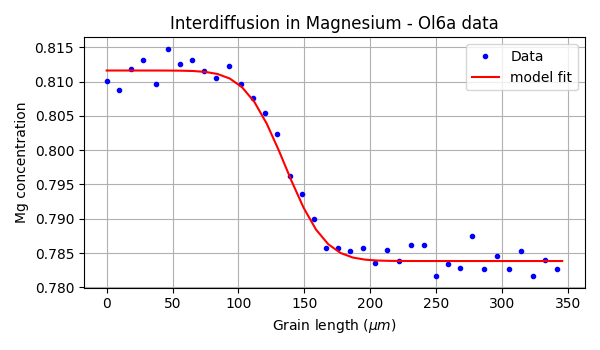 Interdiffusion in Magnesium - Ol6a data
0.815
0.810
0.805
0.800
0.795
0.790
0.785
0.780
Mg concentration
Data
model fit
0 50 100 150 200 250 300 350
Grain length (μm)